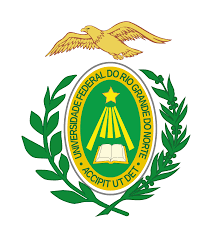 UNIVERSIDADE FEDERAL DO RIO GRANDE DO NORTE
ACCIPIT UT DET